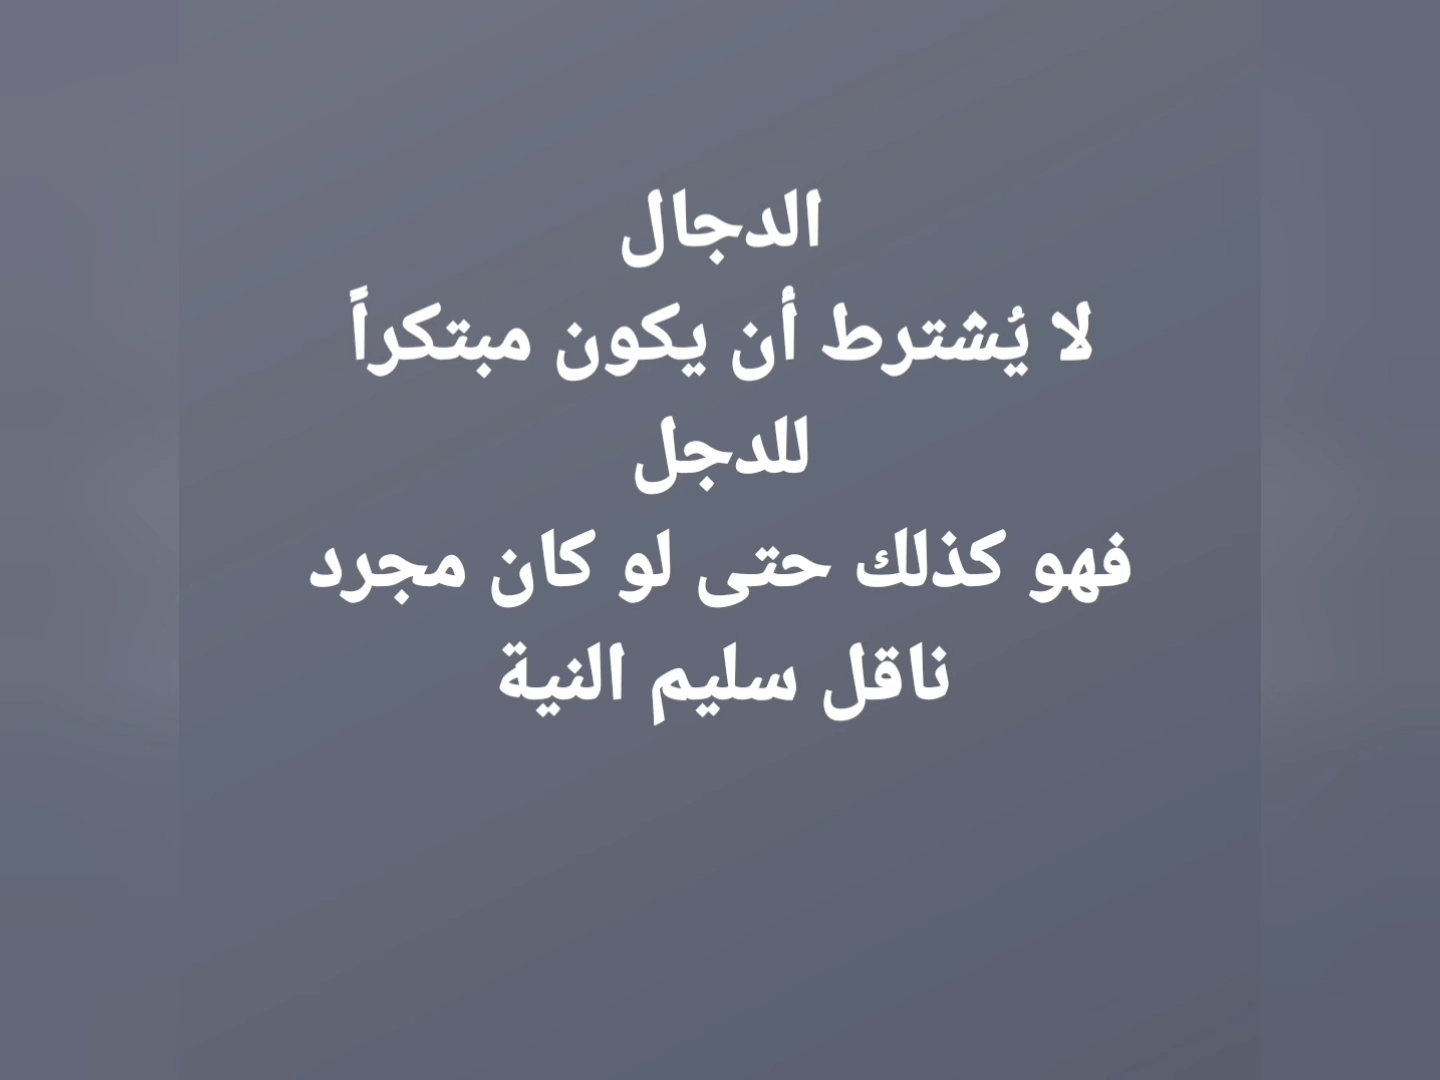 الدجال
لا يُشترط أن يكون مبتكراً
للدجل
فهو كذلك حتى لو كان مجرد
ناقل سليم النية